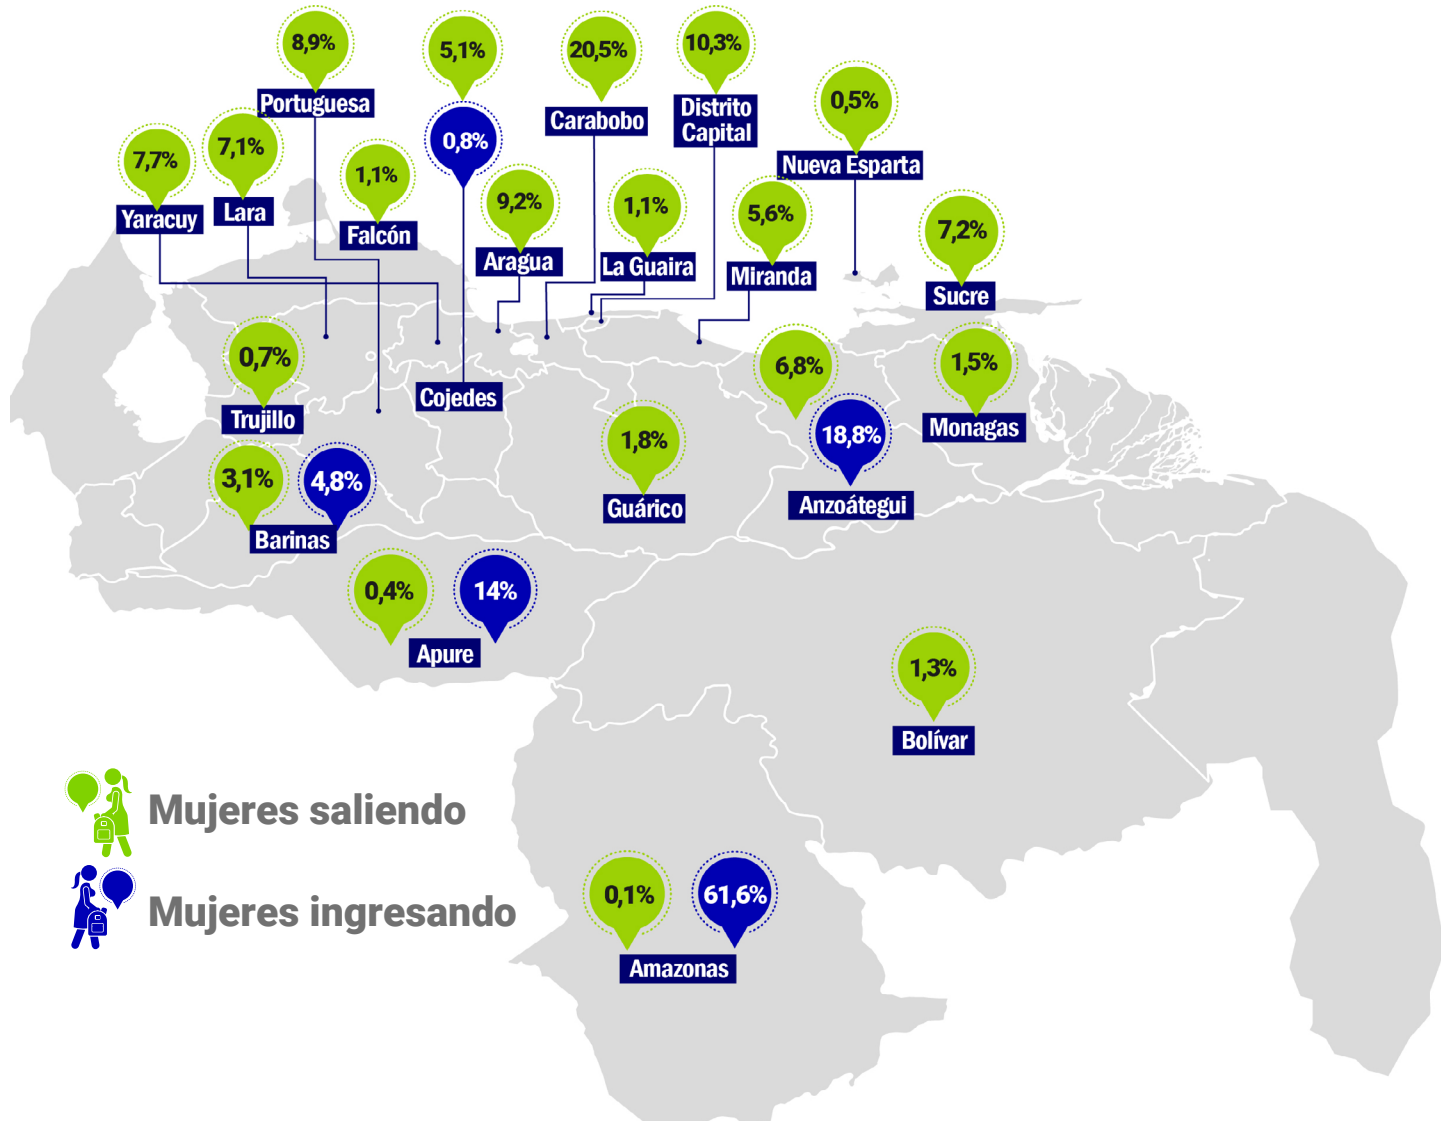 8,9%
Portuguesa
5,1%
0,8%
Cojedes
20,5%
Carabobo
10,3%
Distrito
Capital
0,5%
Nueva Esparta
7,7%
Yaracuy
7,1%
Lara
1,1%
Falcón
9,2%
Aragua
1,1%
La Guaira
5,6%
Miranda
7,2%
Sucre
0,7%
Trujillo
6,8%
18,8%
Anzoátegui
1,5%
Monagas
1,8%
Guárico
3,1%
4,8%
Barinas
0,4%
14%
Apure
1,3%
Bolívar
Mujeres saliendo
Mujeres ingresando
0,1%
61,6%
Amazonas